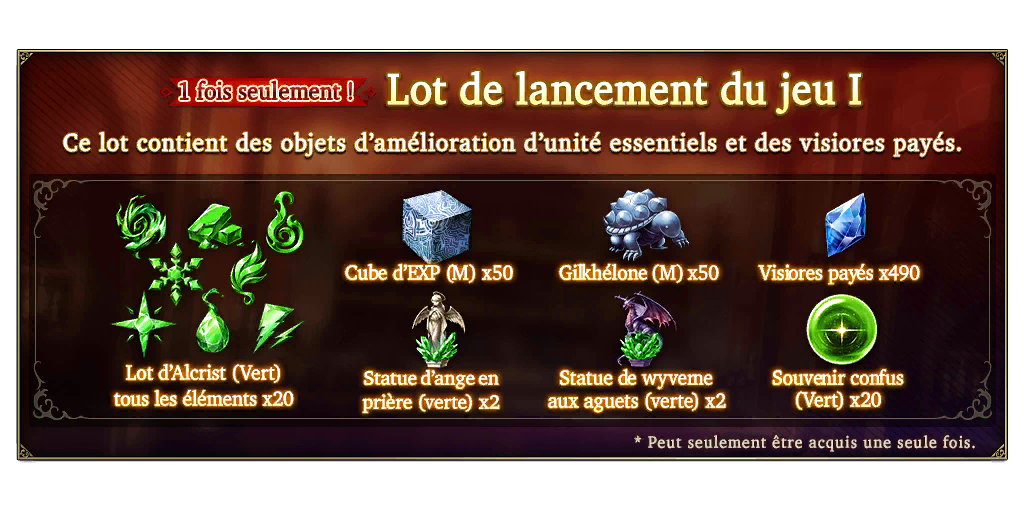 1 fois seulement !
Lot de lancement du jeu I
Ce lot contient des objets d'amélioration d'unité essentiels et des visiores payés.
Cube d'EXP (M) x50
Gilkhélone (M) x50
Visiores payés x490
Lot d'Alcrist (Vert)
tous les éléments x20
Statue d'ange en
prière (verte) x2
Statue de wyverne
aux aguets (verte) x2
Souvenir confus
(Vert) x20
* Peut seulement être acquis une seule fois.